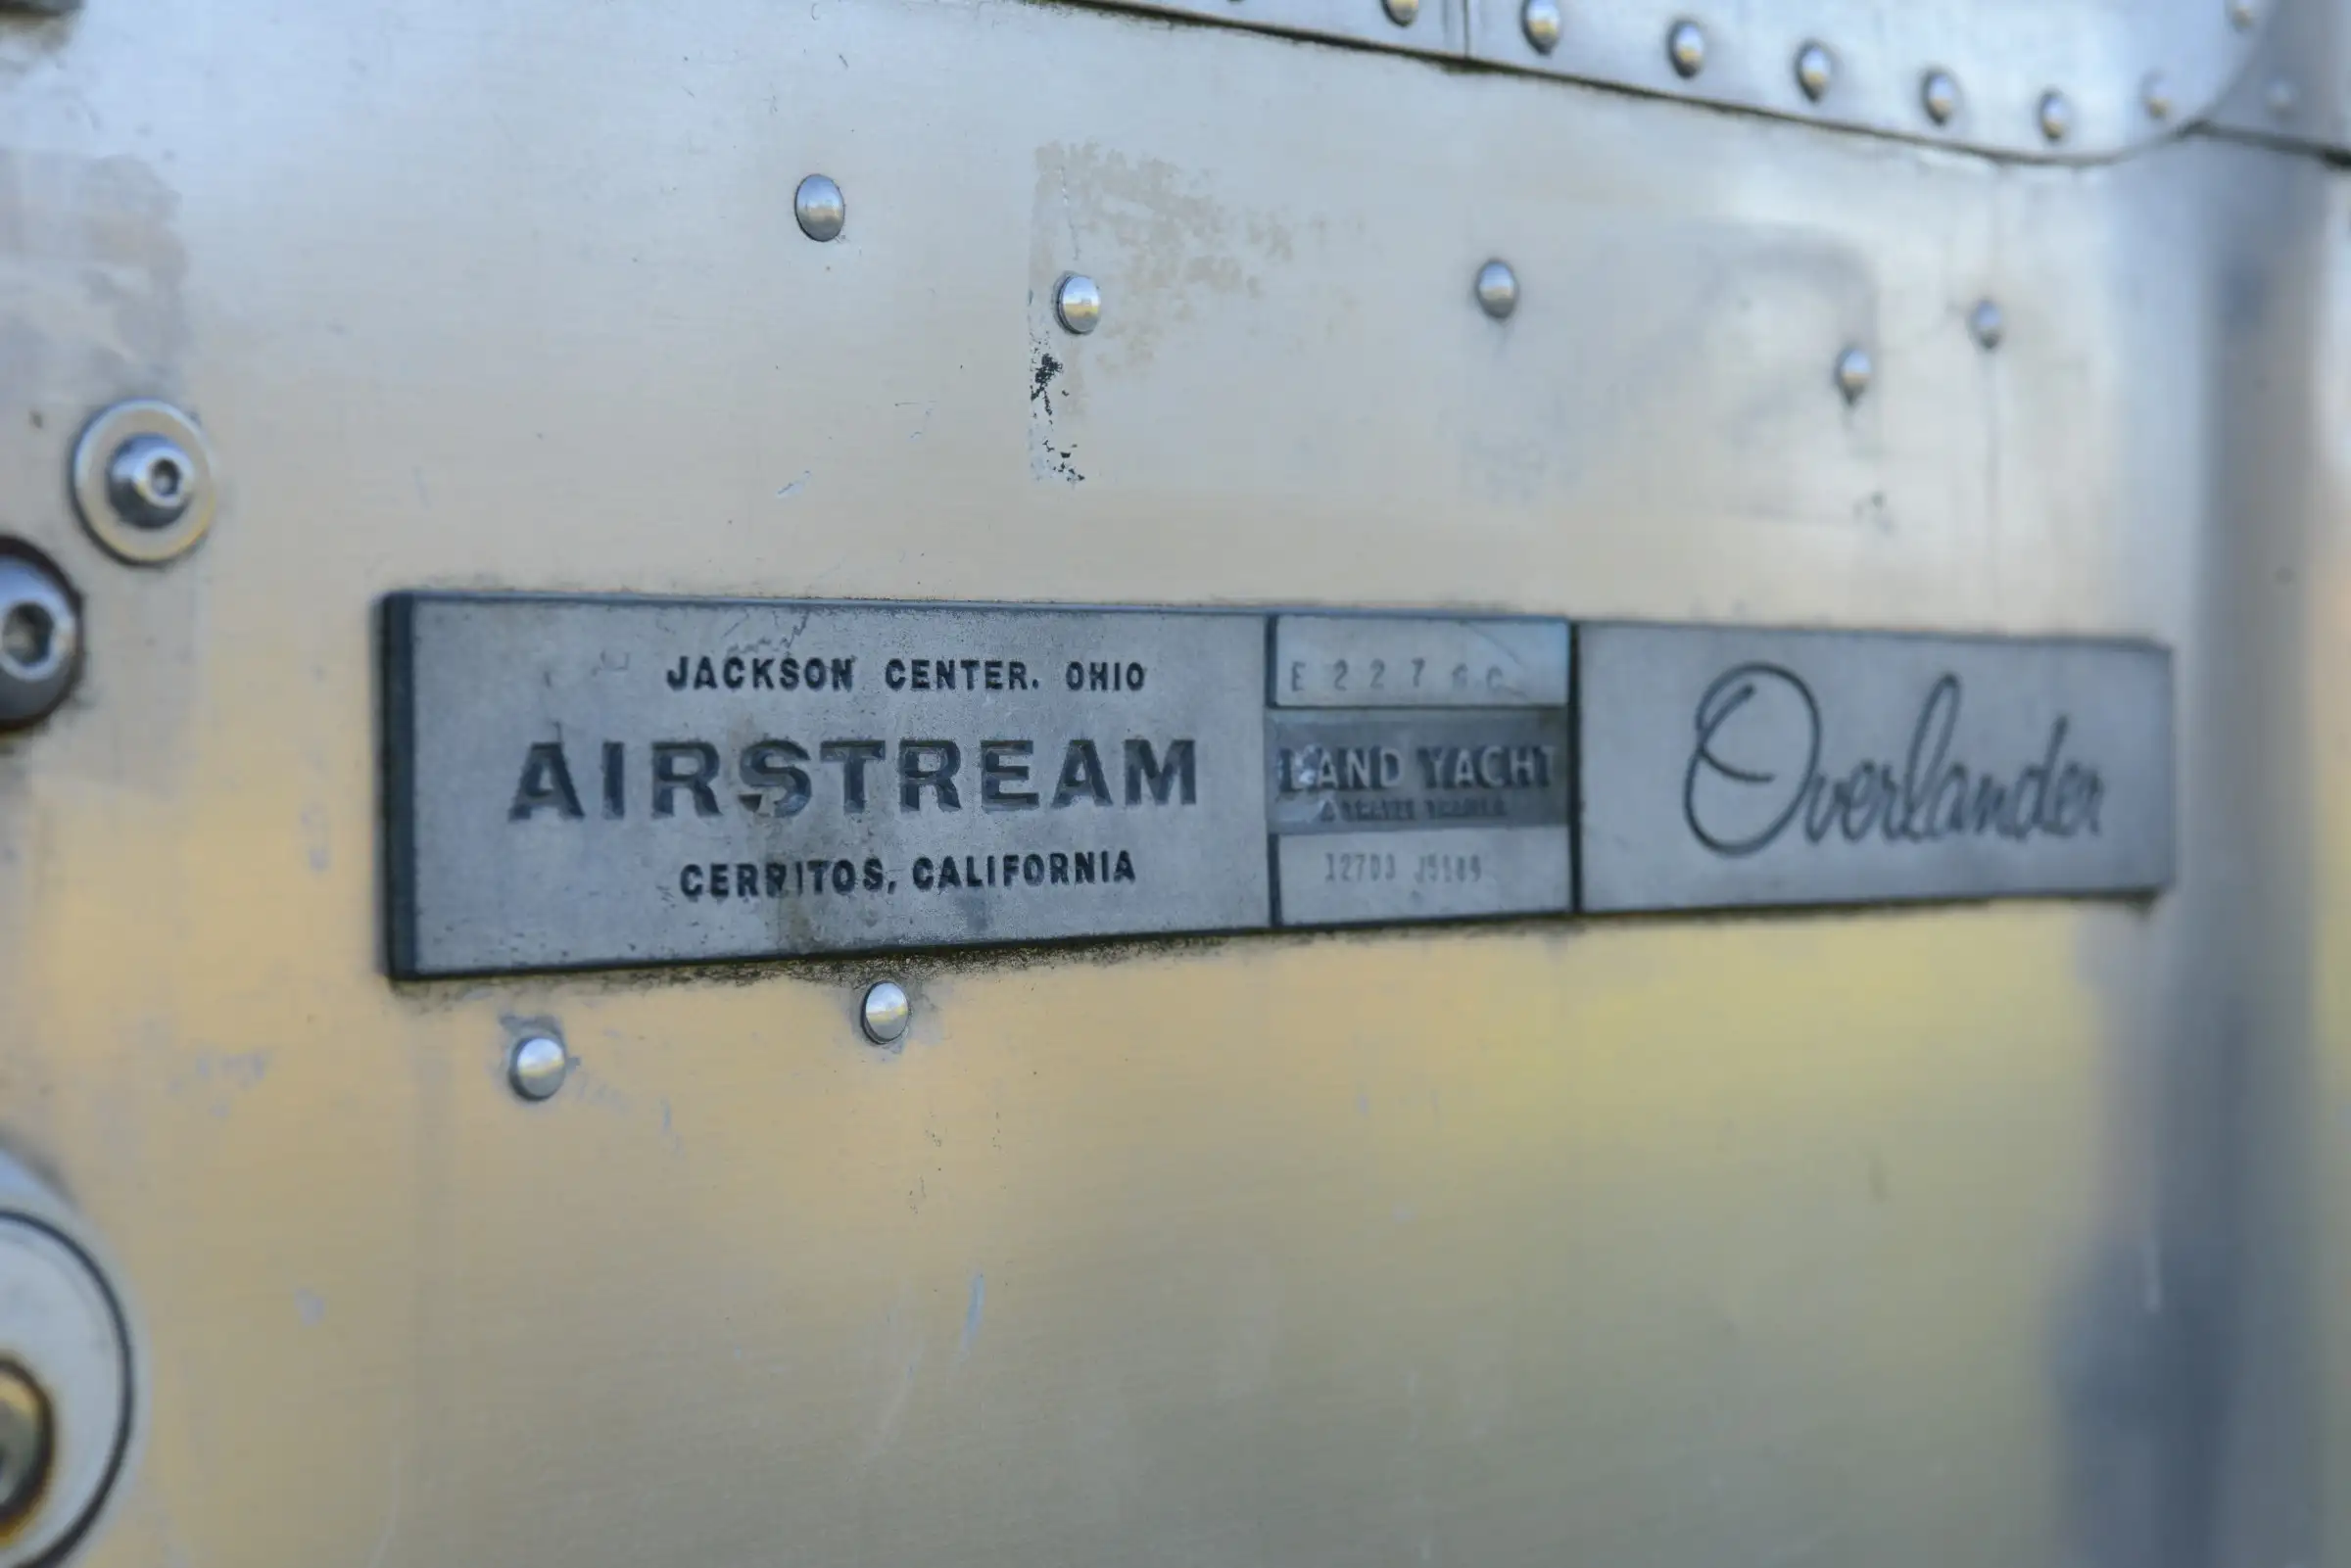 JACKSON CENTER. OHIO
AIRSTREAM
CERRITOS, CALIFORNIA
LAND YACHT
Overlander